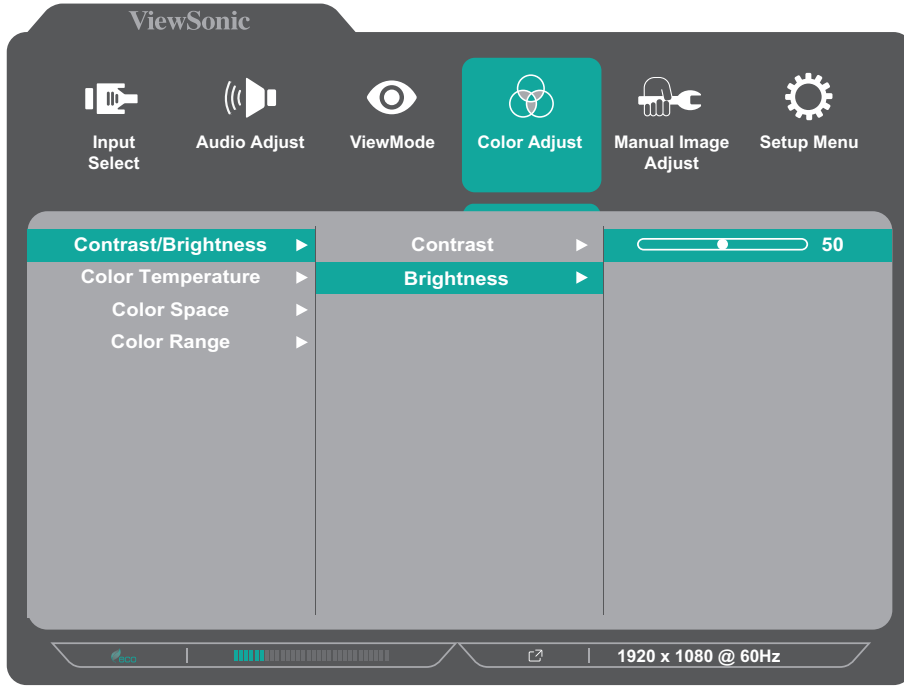 ViewSonic
Input Select
Audio Adjust
ViewMode
Color Adjust
Manual Image Adjust
Setup Menu
Contrast/Brightness
Contrast
50
Color Temperature
Brightness
Color Space
Color Range
eco
1920 x 1080 @ 60Hz